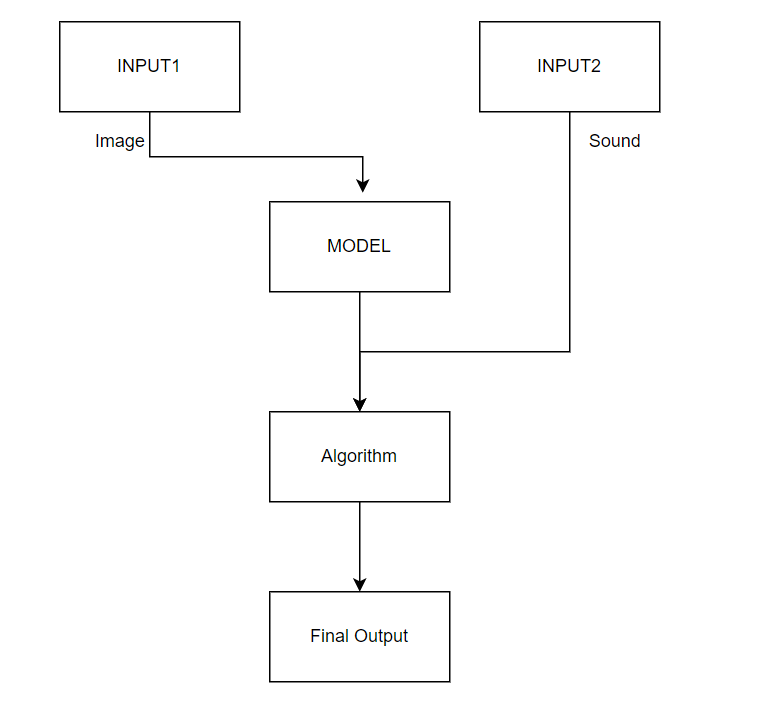 INPUT1
INPUT2
Image
Sound
MODEL
Algorithm
Final Output